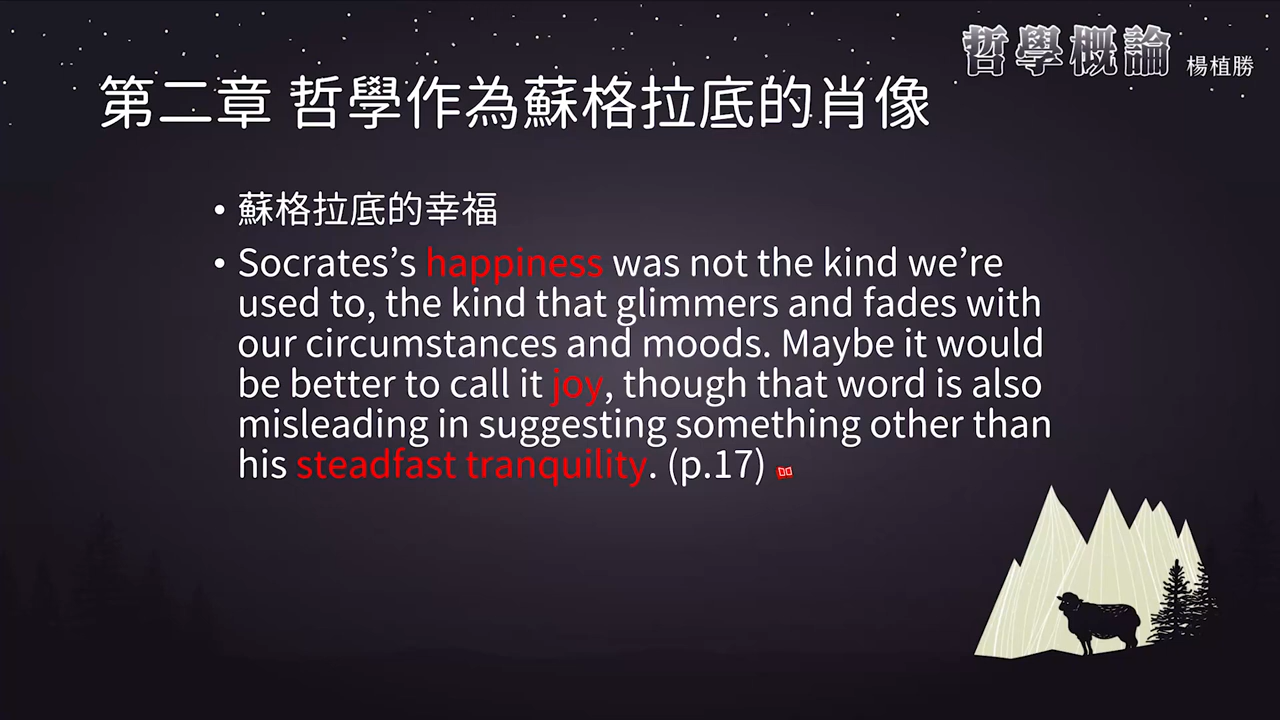 哲學概論 楊植勝
第二章 哲學作為蘇格拉底的肖像
• 蘇格拉底的幸福
• Socrates’s happiness was not the kind we’re
used to, the kind that glimmers and fades with
our circumstances and moods. Maybe it would
be better to call it joy, though that word is also
misleading in suggesting something other than
his steadfast tranquility. (p.17)